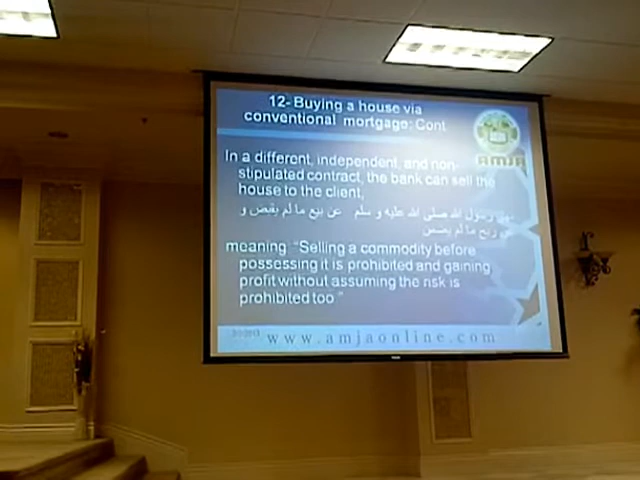 12- Buying a house via
conventional mortgage: Cont
AMJA
In a different, independent, and non-
stipulated contract, the bank can sell the
house to the client,
نهى رسول الله صلى الله عليه و سلم عن بيع ما لم يقبض و
عن ربح ما لم يضمن
meaning "Selling a commodity before
possessing it is prohibited and gaining
profit without assuming the risk is
prohibited too"
www.amjaonline.com